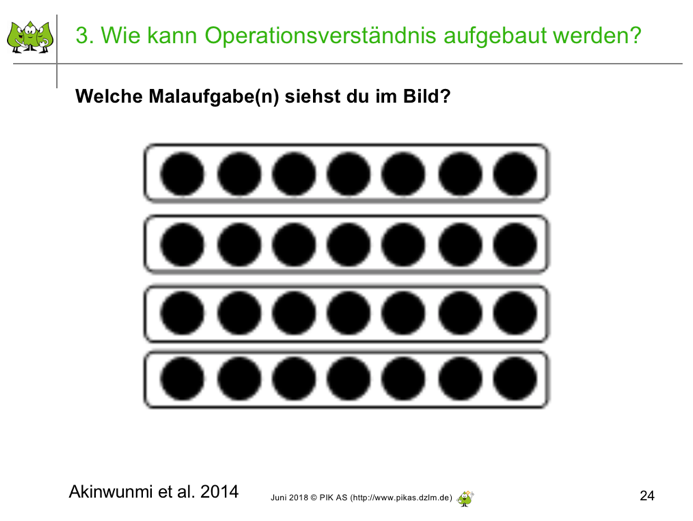 3. Wie kann Operationsverständnis aufgebaut werden?
Welche Malaufgabe(n) siehst du im Bild?
Akinwunmi et al. 2014
Juni 2018 © PIK AS (http://www.pikas.dzlm.de)
24